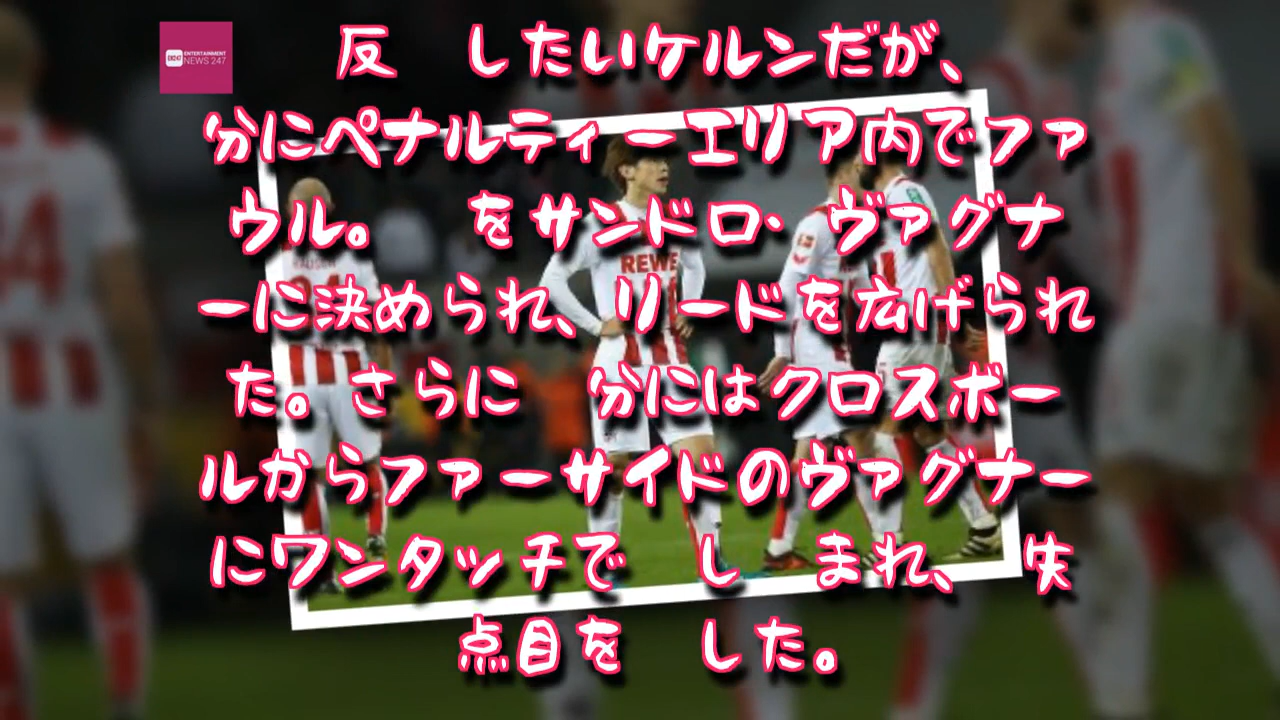 ENTERTAINMENT
NEWS 247
反 したいケルンだが、
分にペナルティーエリア内でファ
ウル。 をサンドロ・ ヴァグナ
ーに決められ、リードを広げられ
た。さらに 分にはクロスボー
ルからファーサイドのヴァグナー
にワンタッチで し まれ、 失
点目を した。
REWE